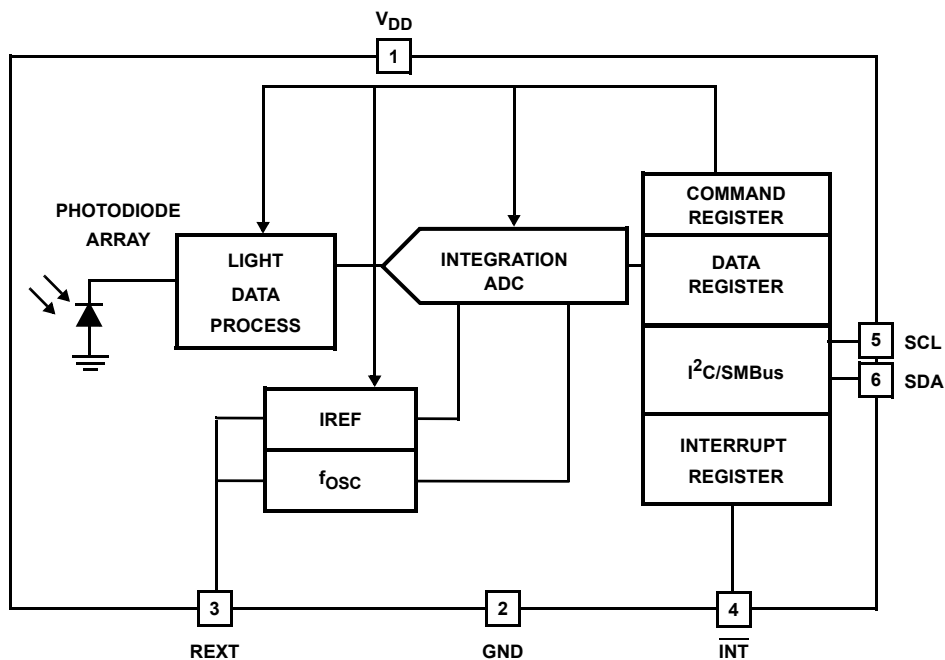 VDD
1
PHOTODIODE
ARRAY
LIGHT
DATA
PROCESS
INTEGRATION
ADC
COMMAND
REGISTER
DATA
REGISTER
I2C/SMBus
INTERRUPT
REGISTER
5 SCL
6 SDA
IREF
fOSC
3
2
4
REXT
GND
INT